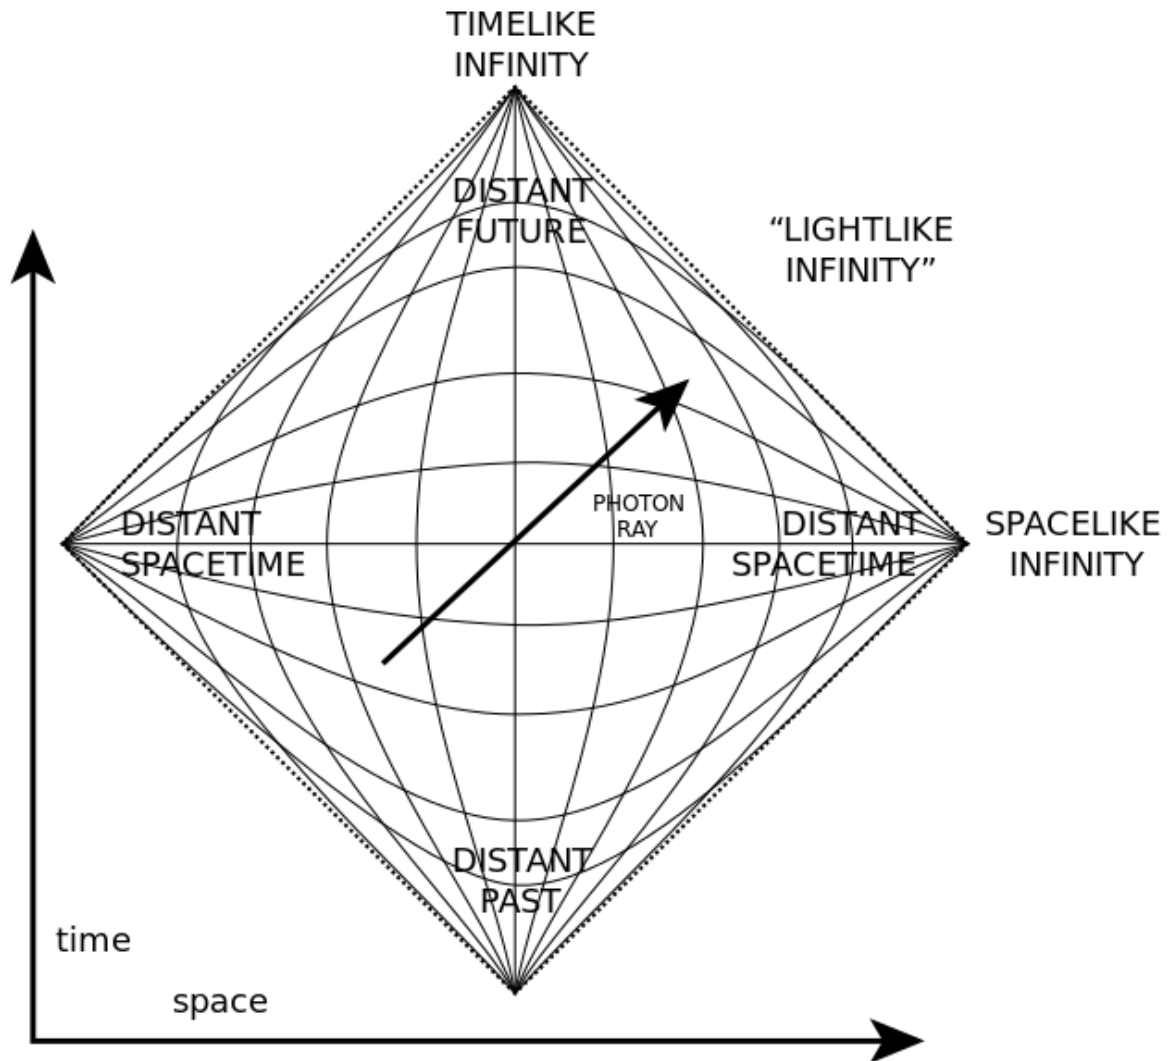 TIMELIKE
INFINITY
DISTANT
FUTURE
“LIGHTLIKE
INFINITY”
PHOTON
RAY
DISTANT
SPACETIME
DISTANT
SPACETIME
SPACELIKE
INFINITY
DISTANT
PAST
time
space